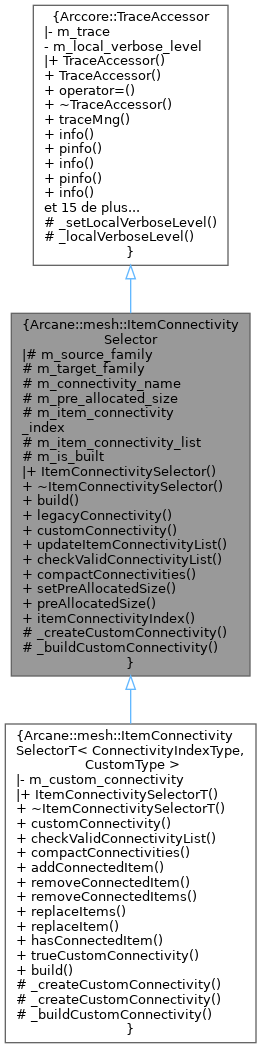 {Arccore::TraceAccessor
|- m_trace
- m_local_verbose_level
|+ TraceAccessor()
+ TraceAccessor()
+ operator=()
+ ~TraceAccessor()
+ traceMng()
+ info()
+ pinfo()
+ info()
+ pinfo()
+ info()
et 15 de plus...
# _setLocalVerboseLevel()
# _localVerboseLevel()
}
{Arcane::mesh::ItemConnectivity
Selector
|# m_source_family
# m_target_family
# m_connectivity_name
# m_pre_allocated_size
# m_item_connectivity
_index
# m_item_connectivity_list
# m_is_built
|+ ItemConnectivitySelector()
+ ~ItemConnectivitySelector()
+ build()
+ legacyConnectivity()
+ customConnectivity()
+ updateItemConnectivityList()
+ checkValidConnectivityList()
+ compactConnectivities()
+ setPreAllocatedSize()
+ preAllocatedSize()
+ itemConnectivityIndex()
# _createCustomConnectivity()
# _buildCustomConnectivity()
}
{Arcane::mesh::ItemConnectivity
SelectorT< ConnectivityIndexType,
CustomType >
|- m_custom_connectivity
|+ ItemConnectivitySelectorT()
+ ~ItemConnectivitySelectorT()
+ customConnectivity()
+ checkValidConnectivityList()
+ compactConnectivities()
+ addConnectedItem()
+ removeConnectedItem()
+ removeConnectedItems()
+ replaceItems()
+ replaceItem()
+ hasConnectedItem()
+ trueCustomConnectivity()
+ build()
# _createCustomConnectivity()
# _createCustomConnectivity()
# _buildCustomConnectivity()
}